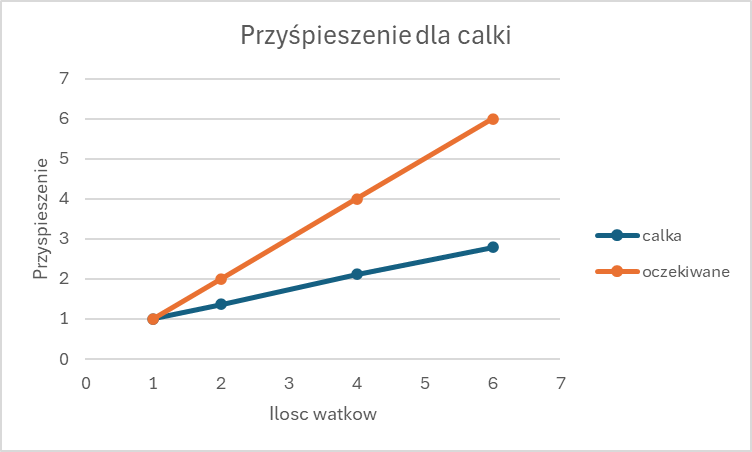 Przyśpieszenie dla calki
7
6
5
4
3
2
1
0
Przyspieszenie
0 1 2 3 4 5 6 7
Ilosc watkow
calka
oczekiwane